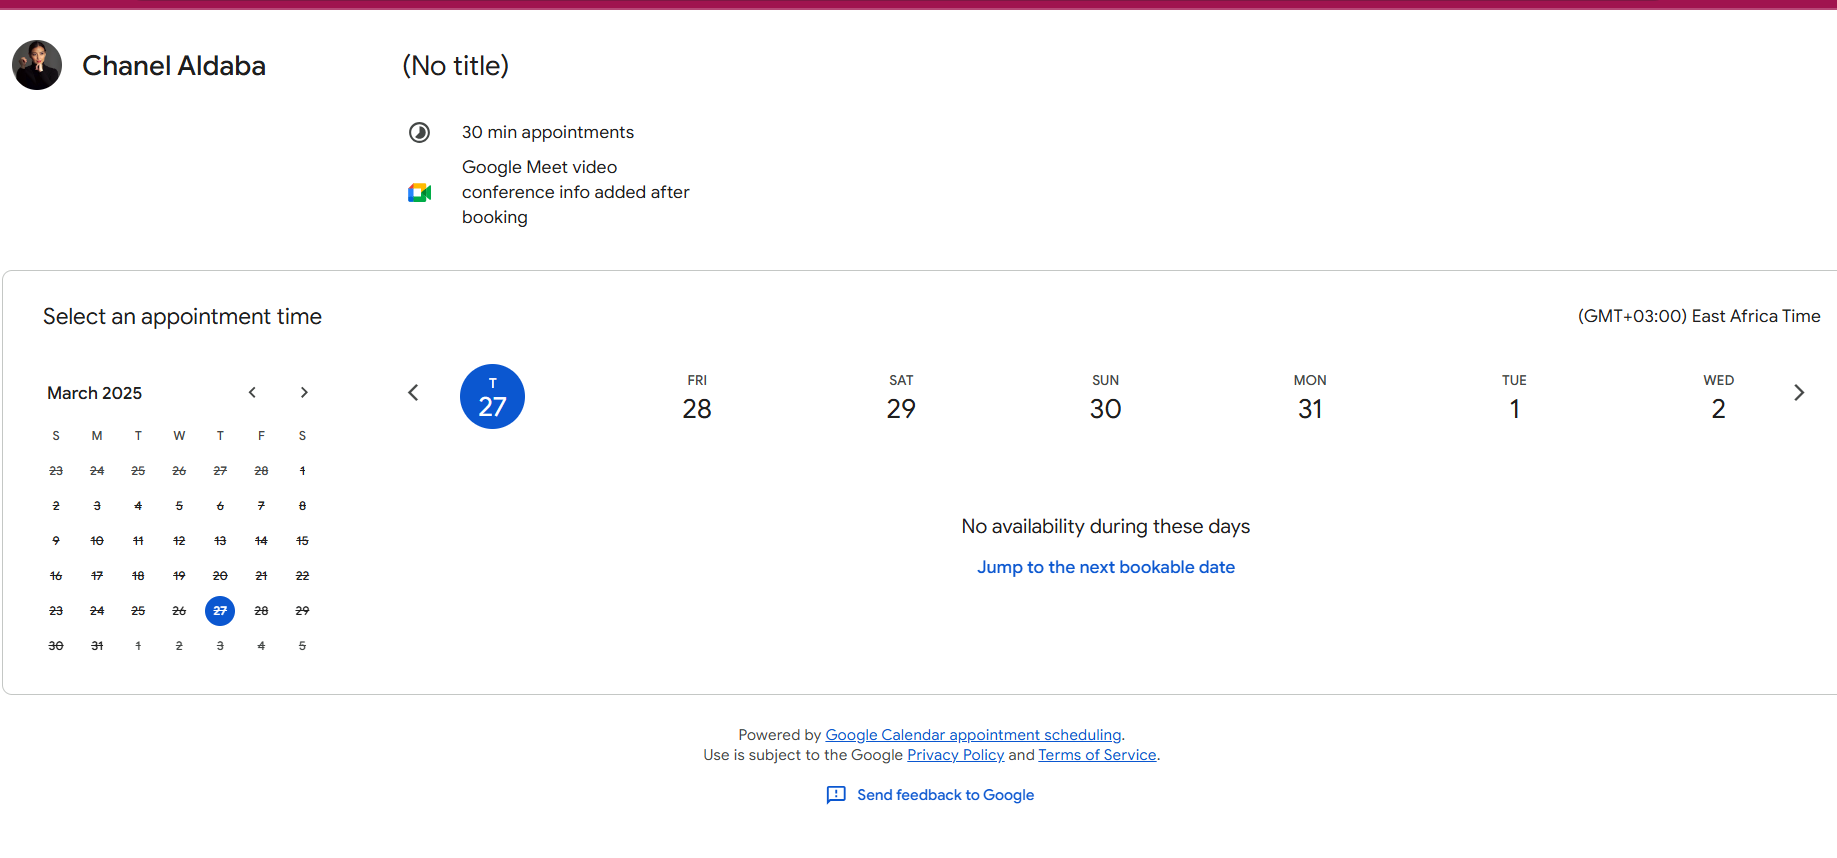 Chanel Aldaba
(No title)
30 min appointments
Google Meet video
conference info added after
booking
Select an appointment time
(GMT+03:00) East Africa Time
March 2025
S M T W T F S
23 24 25 26 27 28 1
2 3 4 5 6 7 8
9 10 11 12 13 14 15
16 17 18 19 20 21 22
23 24 25 26 27 28 29
30 31 1 2 3 4 5
T FRI SAT SUN MON TUE WED
27 28 29 30 31 1 2
No availability during these days
Jump to the next bookable date
Powered by Google Calendar appointment scheduling.
Use is subject to the Google Privacy Policy and Terms of Service.
Send feedback to Google